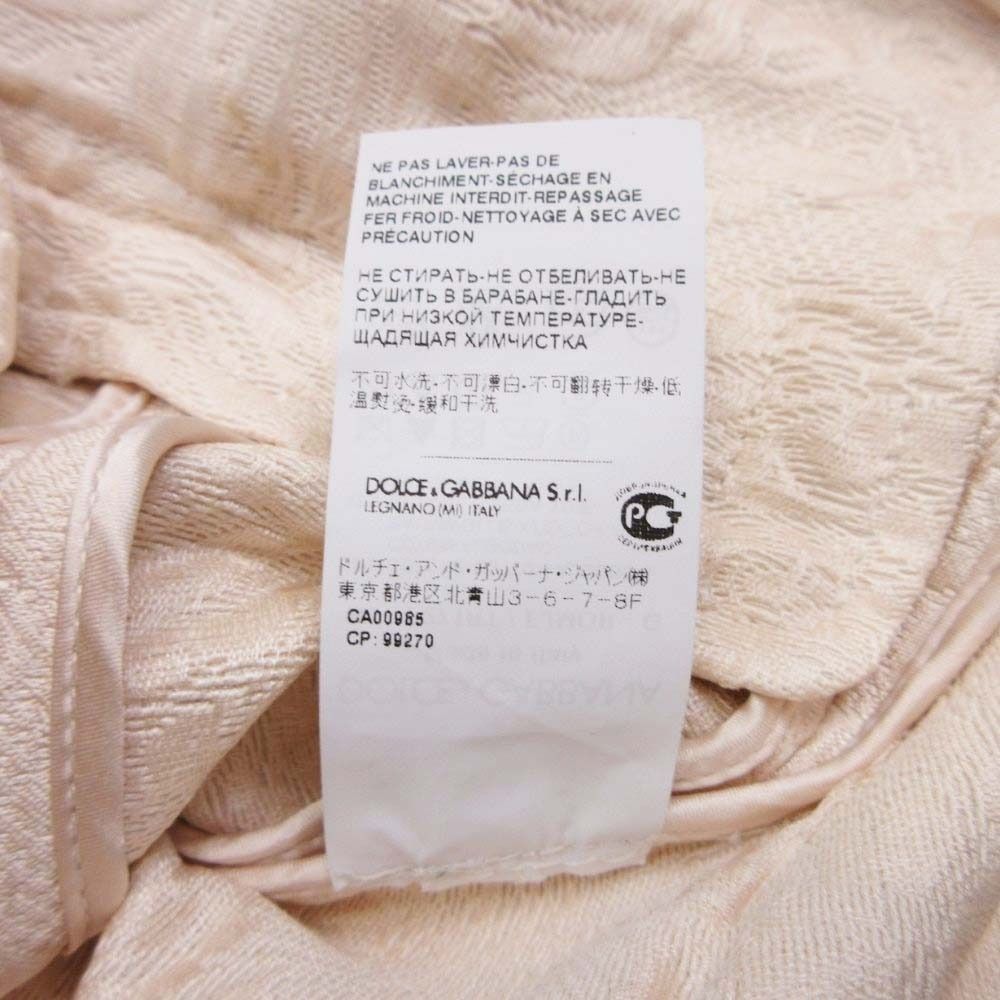 NE PAS LAVER-PAS DE
BLANCHIMENT-SÉCHAGE EN
MACHINE INTERDIT-REPASSAGE
FER FROID-NETTOYAGE À SEC AVEC
PRÉCAUTION
НЕ СТИРАТЬ-НЕ ОТБЕЛИВАТЬ-НЕ
СУШИТЬ В БАРАБАНЕ-ГЛАДИТЬ
ПРИ НИЗКОЙ ТЕМПЕРАТУРЕ-
ЩАДЯЩАЯ ХИМЧИСТКА
不可水洗-不可漂白-不可翻转干燥-低
温熨烫-缓和干洗
DOLCE & GABBANA S.r.l.
LEGNANO (MI) ITALY
РСТ
ドルチェ・アンド・ガッバーナ・ジャパン㈱
東京都港区北青山3-6-7-8F
CA00985
CP: 99270